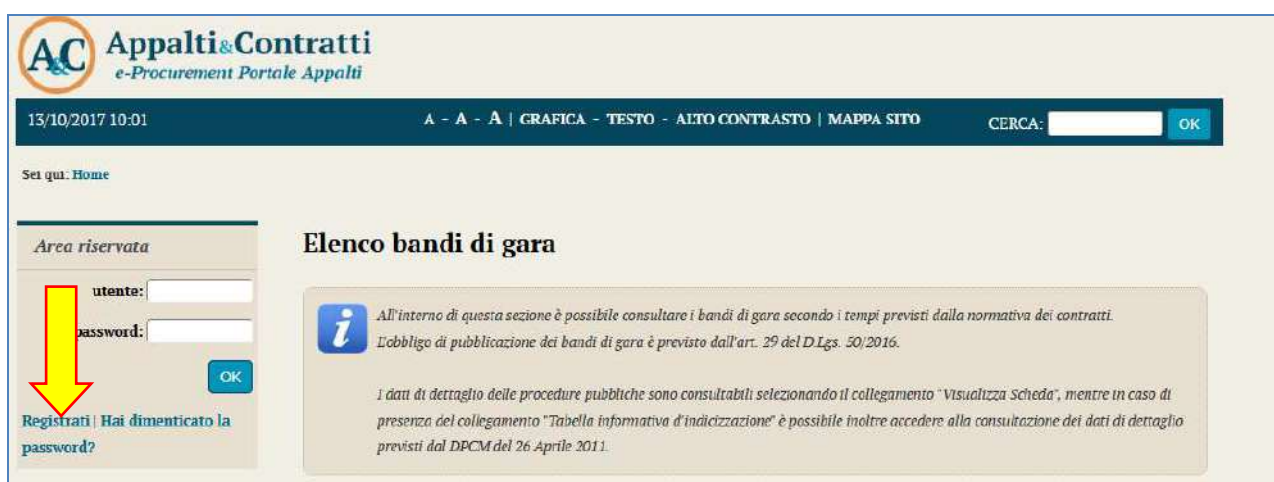 A&C Appalti&Contratti
e-Procurement Portale Appalti
13/10/2017 10:01
A - A - A | GRAFICA - TESTO - ALTO CONTRASTO | MAPPA SITO
CERCA:
OK
Sei qui: Home
Area riservata
utente:
password:
OK
Registrati | Hai dimenticato la
password?
Elenco bandi di gara
All'interno di questa sezione è possibile consultare i bandi di gara secondo i tempi previsti dalla normativa dei contratti.
L'obbligo di pubblicazione dei bandi di gara è previsto dall'art. 29 del D.Lgs. 50/2016.
I dati di dettaglio delle procedure pubbliche sono consultabili selezionando il collegamento "Visualizza Scheda", mentre in caso di
presenza del collegamento "Tabella informativa d'indicizzazione" è possibile inoltre accedere alla consultazione dei dati di dettaglio
previsti dal DPCM del 26 Aprile 2011.